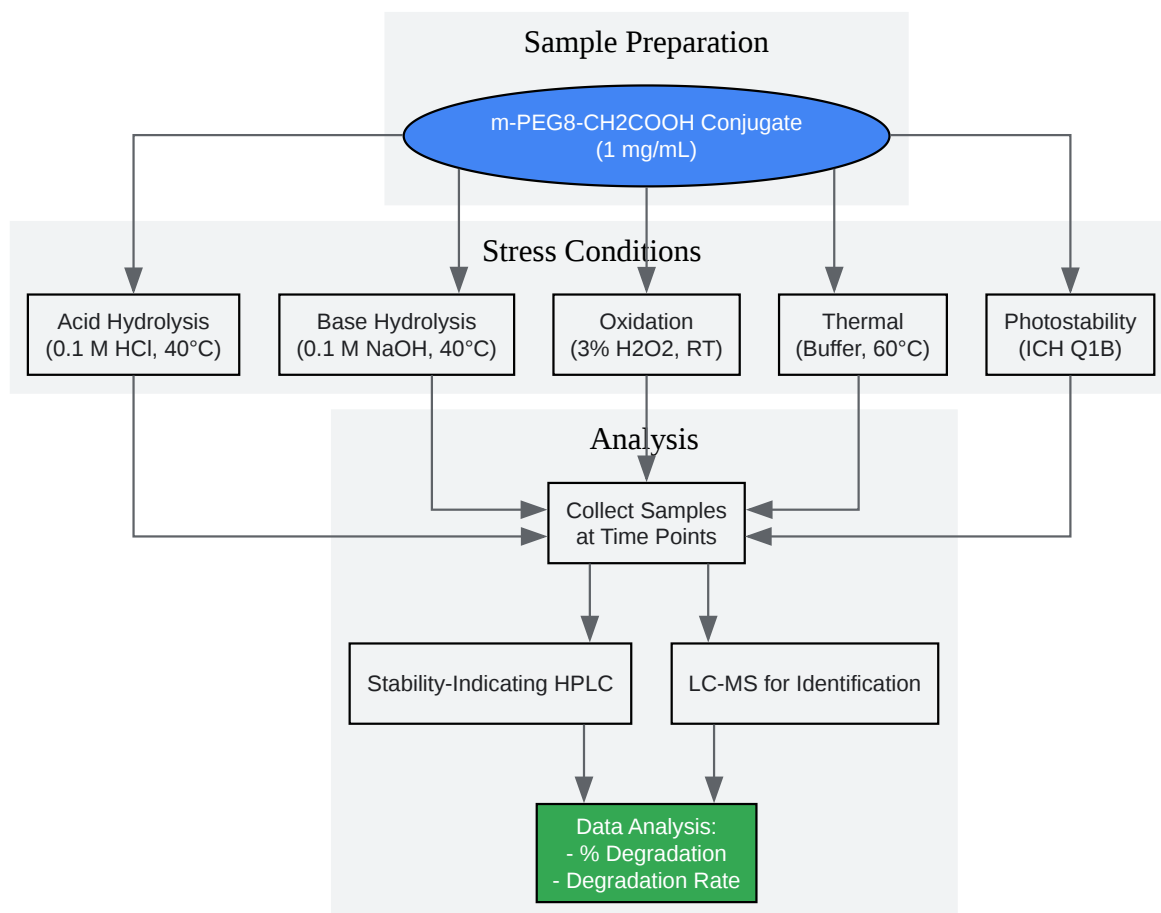 Sample Preparation
m-PEG8-CH2COOH Conjugate
(1 mg/mL)
Stress Conditions
Acid Hydrolysis
(0.1 M HCl, 40°C)
Base Hydrolysis
(0.1 M NaOH, 40°C)
Oxidation
(3% H2O2, RT)
Thermal
(Buffer, 60°C)
Photostability
(ICH Q1B)
Analysis
Collect Samples
at Time Points
Stability-Indicating HPLC
LC-MS for Identification
Data Analysis:
- % Degradation
- Degradation Rate